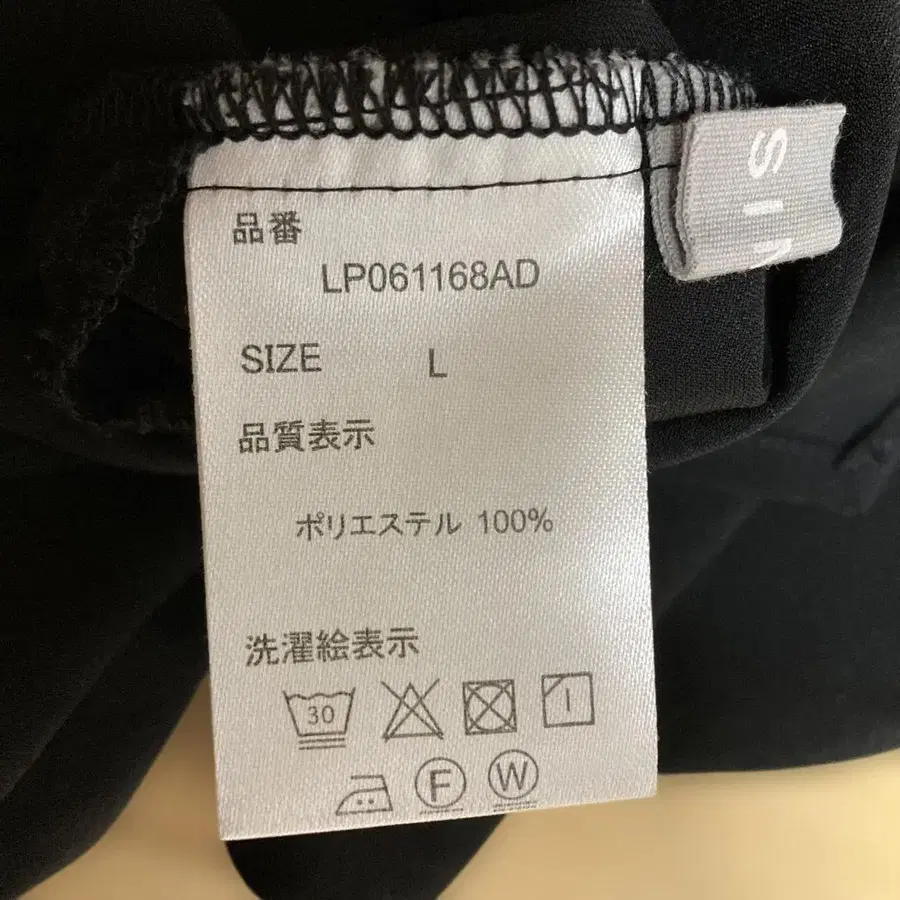 品番
LP061168AD
SIZE L
品質表示
ポリエステル 100%
洗濯絵表示
30
F W
SI